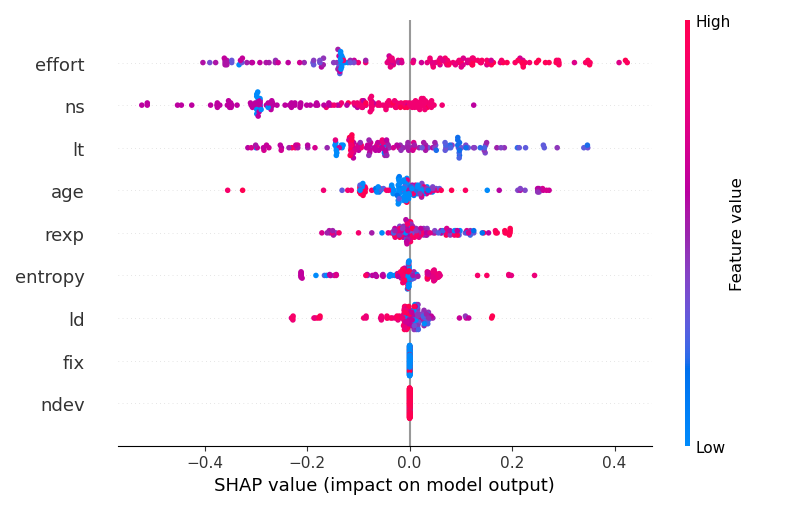 High
effort
ns
lt
age
rexp
entropy
ld
fix
ndev
Feature value
Low
−0.4 −0.2 0.0 0.2 0.4
SHAP value (impact on model output)